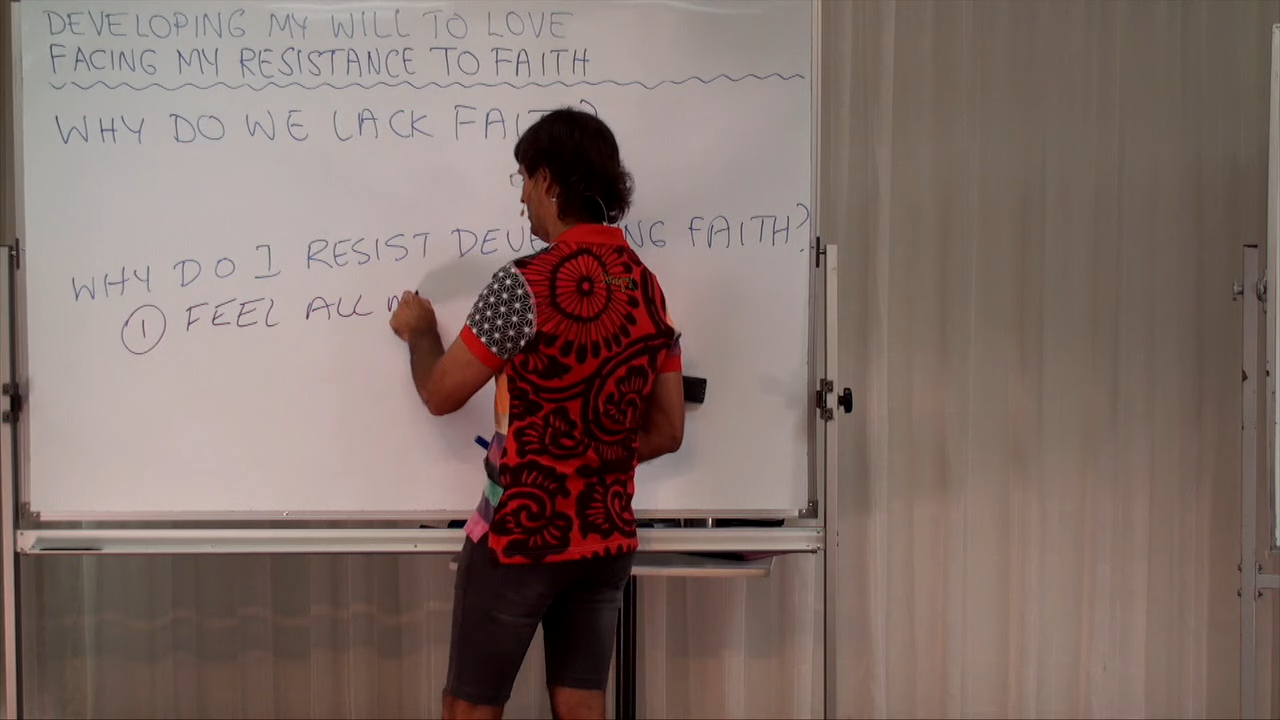 DEVELOPING MY WILL TO LOVE
FACING MY RESISTANCE TO FAITH
WHY DO WE LACK FAITH?
WHY DO I RESIST DEVELOPING FAITH?
1 FEEL ALL